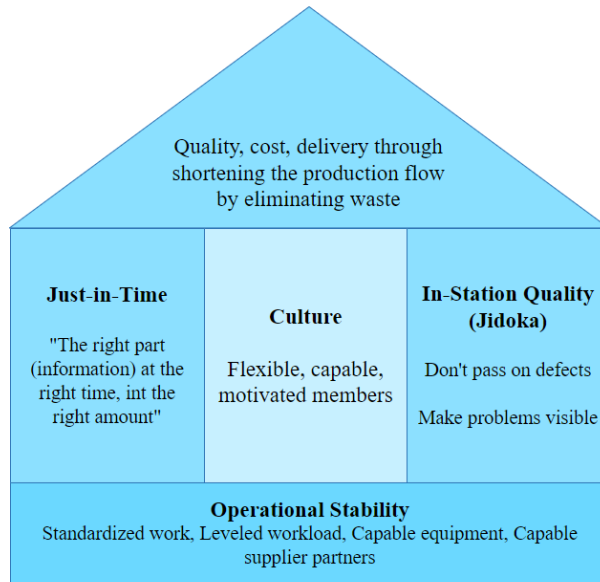 Quality, cost, delivery through
shortening the production flow
by eliminating waste
Just-in-Time
"The right part
(information) at the
right time, int the
right amount"
Culture
Flexible, capable,
motivated members
In-Station Quality
(Jidoka)
Don't pass on defects
Make problems visible
Operational Stability
Standardized work, Leveled workload, Capable equipment, Capable
supplier partners